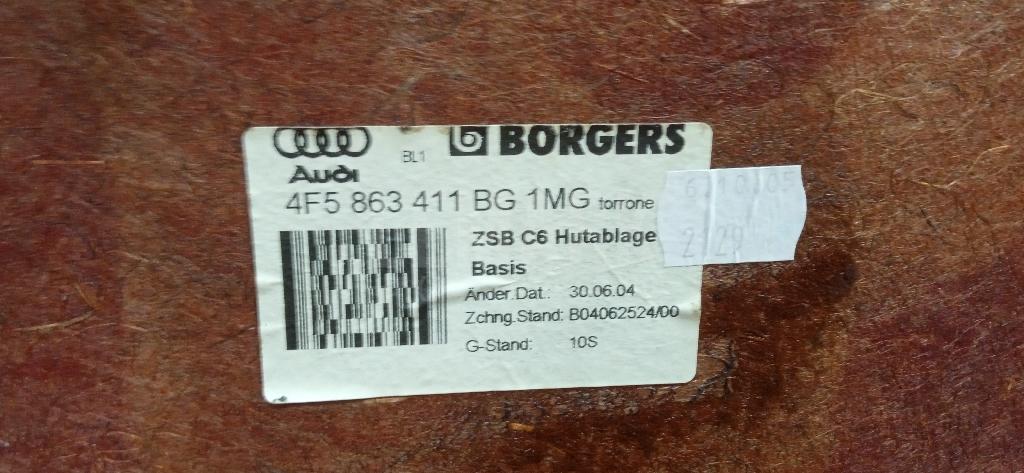 BL1
BORGERS
Audi
4F5 863 411 BG 1MG torrone
ZSB C6 Hutablage
Basis
Änder.Dat.: 30.06.04
Zchng.Stand: B04062524/00
G-Stand: 10S